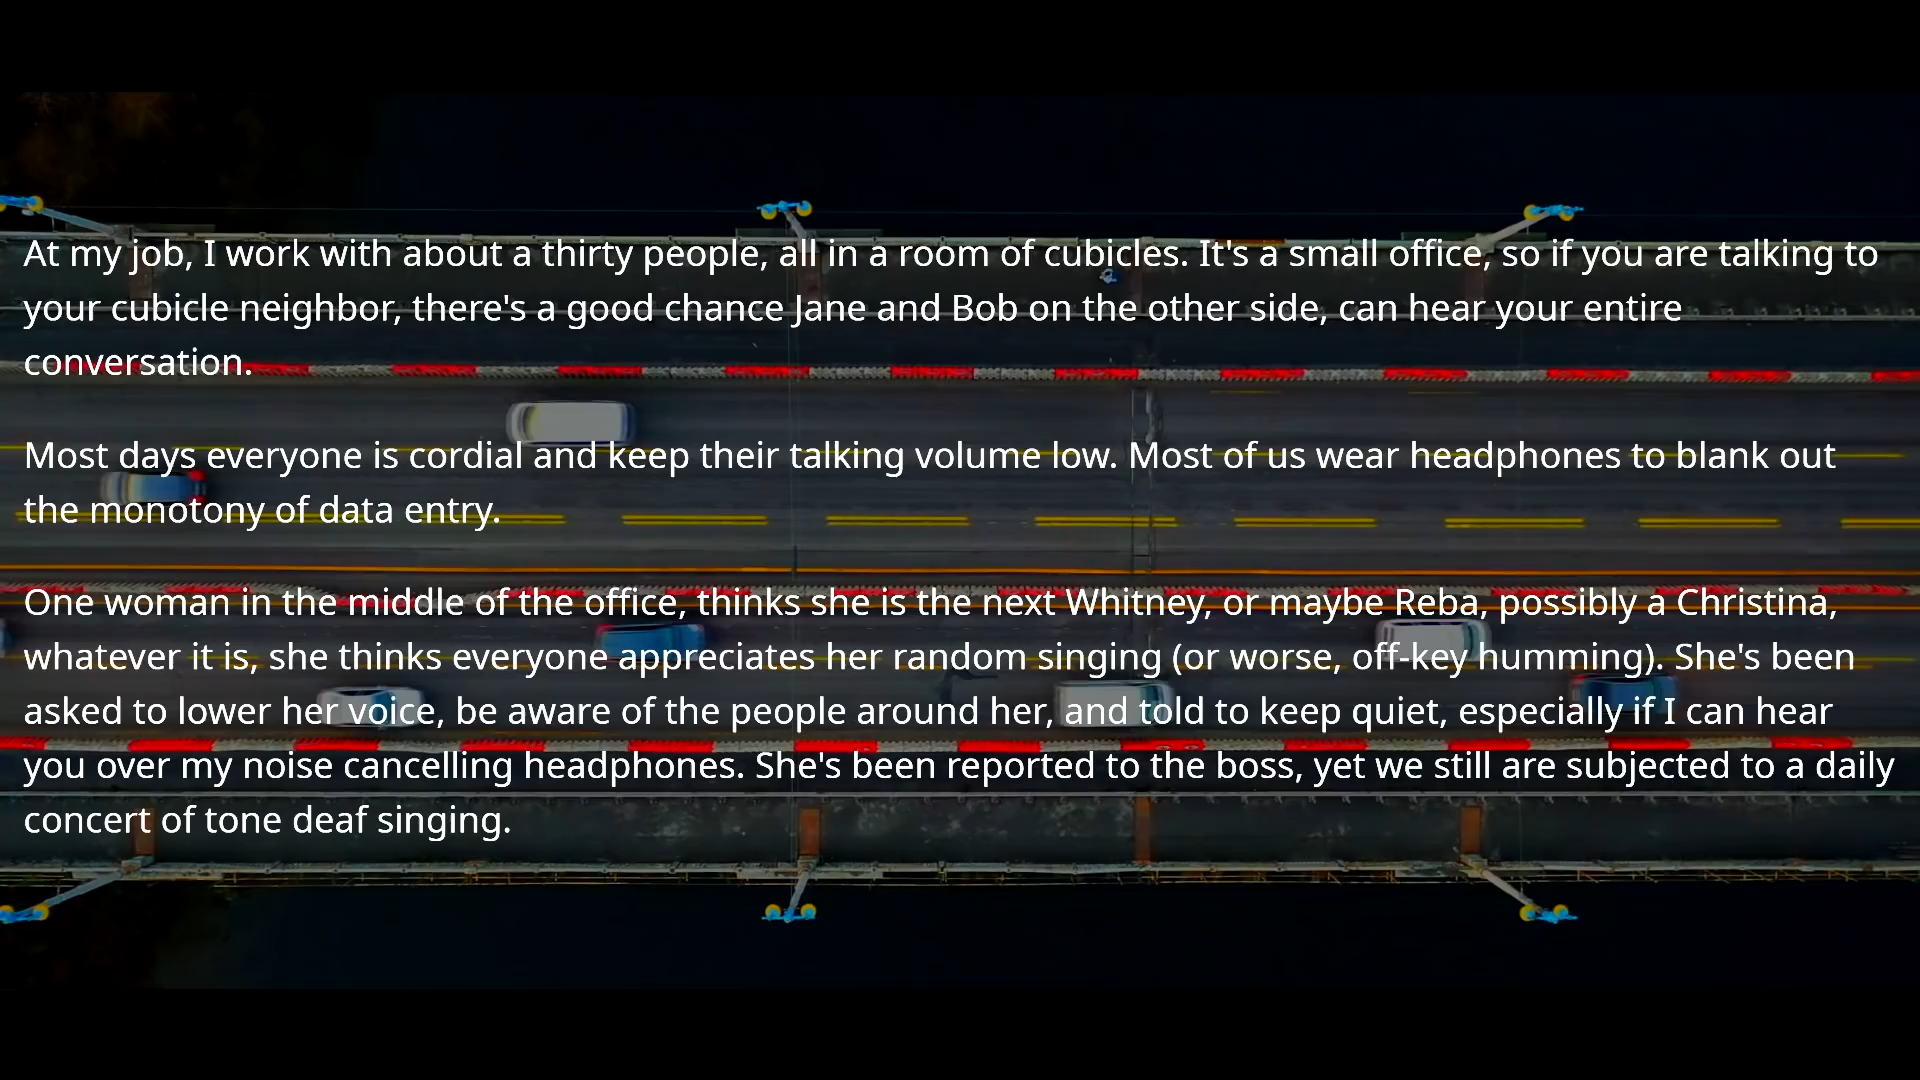 At my job, I work with about a thirty people, all in a room of cubicles. It's a small office, so if you are talking to
your cubicle neighbor, there's a good chance Jane and Bob on the other side, can hear your entire
conversation.
Most days everyone is cordial and keep their talking volume low. Most of us wear headphones to blank out
the monotony of data entry.
One woman in the middle of the office, thinks she is the next Whitney, or maybe Reba, possibly a Christina,
whatever it is, she thinks everyone appreciates her random singing (or worse, off-key humming). She's been
asked to lower her voice, be aware of the people around her, and told to keep quiet, especially if I can hear
you over my noise cancelling headphones. She's been reported to the boss, yet we still are subjected to a daily
concert of tone deaf singing.